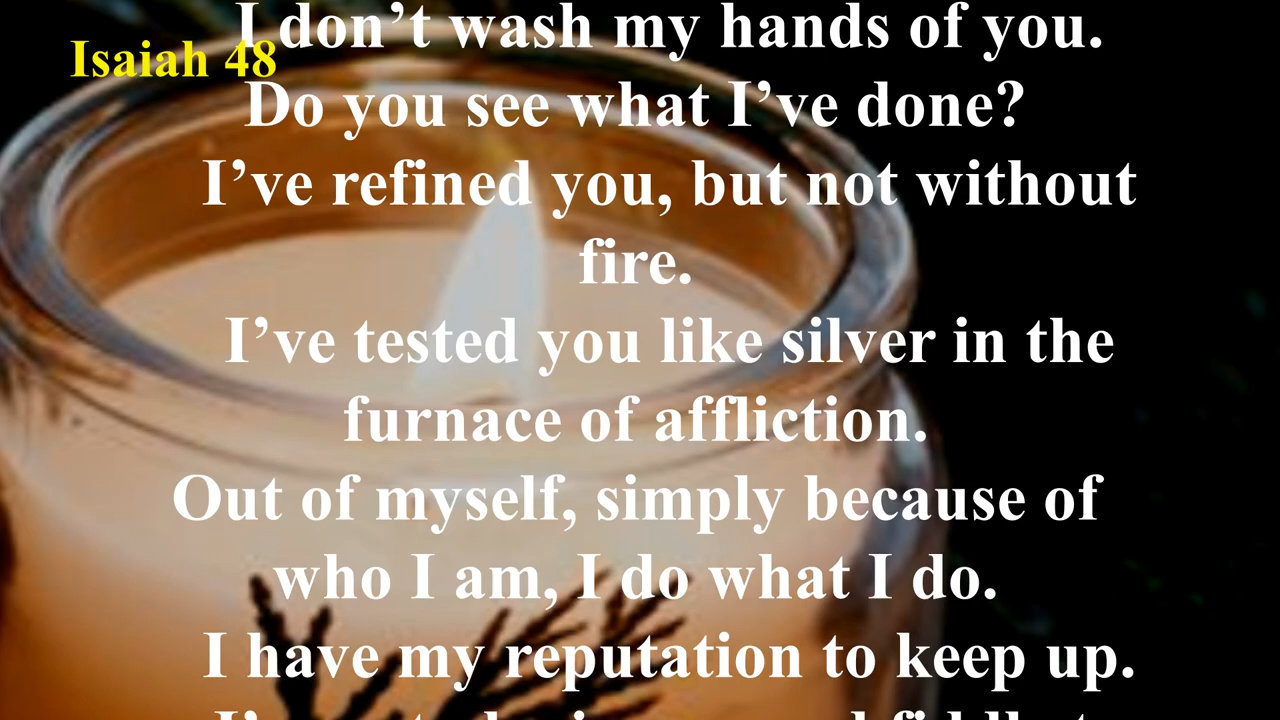 I don’t wash my hands of you.
Isaiah 48
Do you see what I’ve done?
I’ve refined you, but not without
fire.
I’ve tested you like silver in the
furnace of affliction.
Out of myself, simply because of
who I am, I do what I do.
I have my reputation to keep up.